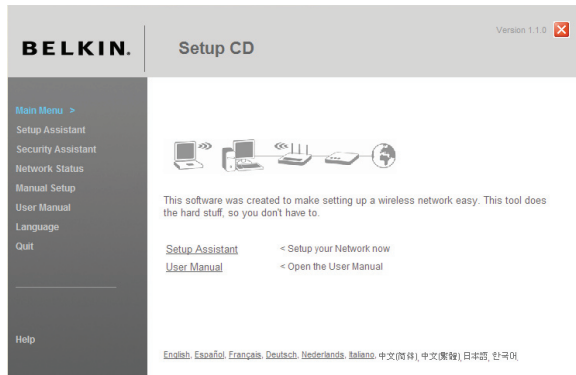 BELKIN.
Setup CD
Version 1.1.0
Main Menu >
Setup Assistant
Security Assistant
Network Status
Manual Setup
User Manual
Language
Quit
Help
This software was created to make setting up a wireless network easy. This tool does
the hard stuff, so you don't have to.
Setup Assistant < Setup your Network now
User Manual < Open the User Manual
English, Español, Français, Deutsch, Nederlands, Italiano, 中文(简体), 中文(繁體), 日本語, 한국어,